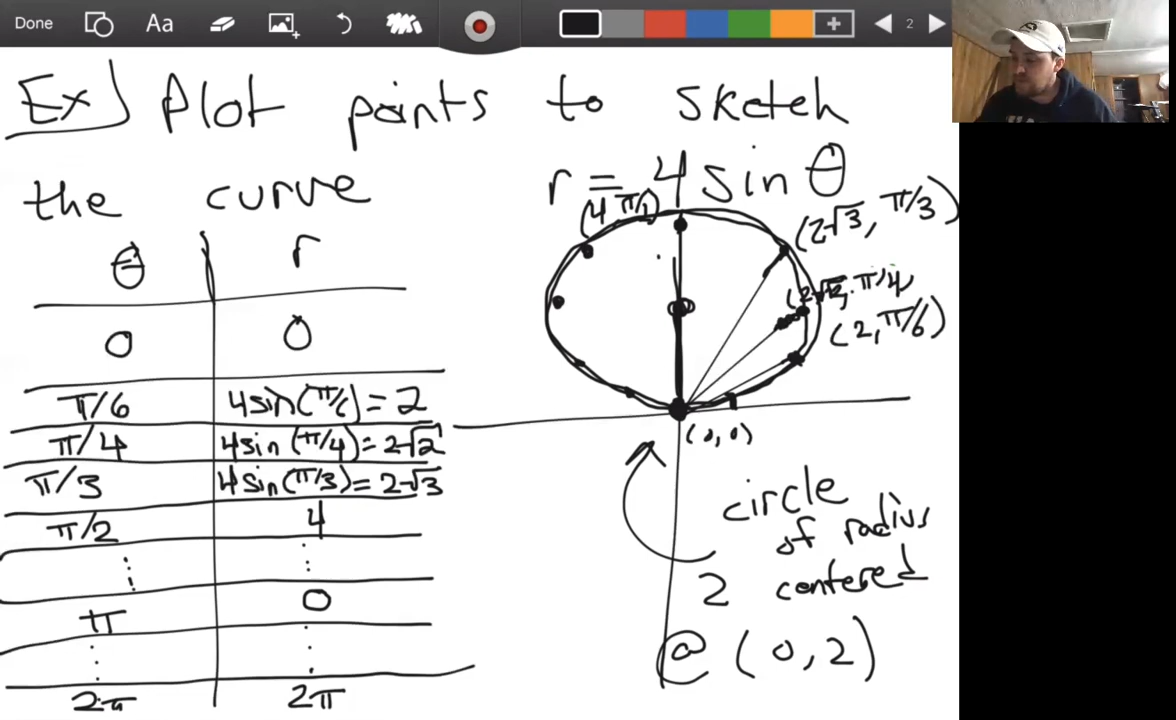 Done Aa 2
Ex) Plot points to sketch
the curve r = 4 sin θ
θ r
0 0
π/6 4sin(π/6) = 2
π/4 4sin(π/4) = 2√2
π/3 4sin(π/3) = 2√3
π/2 4
⋮ ⋮
π 0
⋮ ⋮
2π 2π
(2√3, π/3)
(2√2, π/4)
(2, π/6)
(0,0)
circle
of radius
2 centered
@ (0,2)